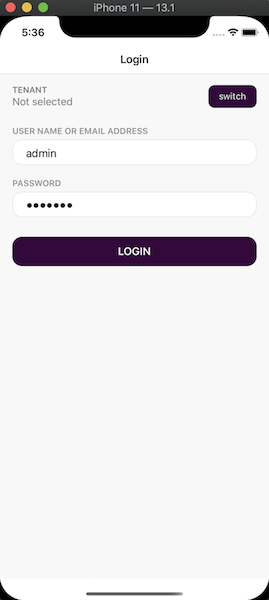 iPhone 11 — 13.1
5:36
Login
TENANT
Not selected
switch
USER NAME OR EMAIL ADDRESS
admin
PASSWORD
•••••••
LOGIN